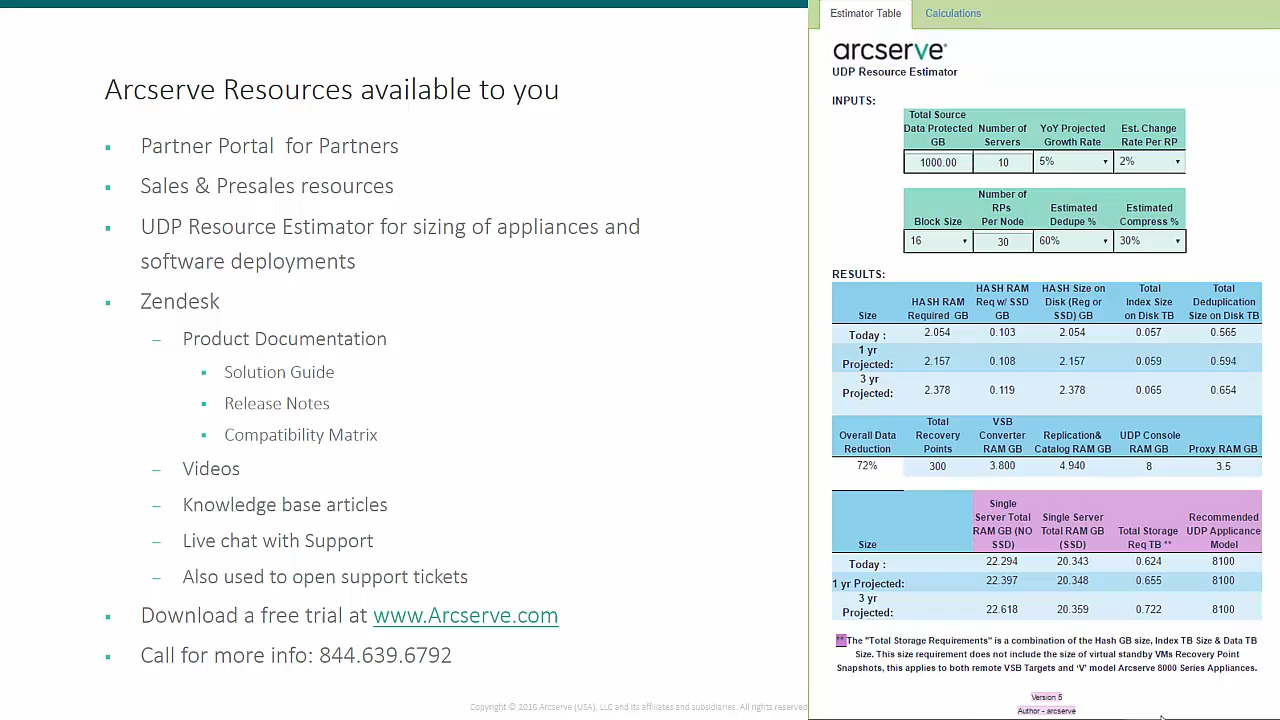 Arcserve Resources available to you
▪ Partner Portal for Partners
▪ Sales & Presales resources
▪ UDP Resource Estimator for sizing of appliances and
software deployments
▪ Zendesk
– Product Documentation
▪ Solution Guide
▪ Release Notes
▪ Compatibility Matrix
– Videos
– Knowledge base articles
– Live chat with Support
– Also used to open support tickets
▪ Download a free trial at www.Arcserve.com
▪ Call for more info: 844.639.6792
Copyright © 2016 Arcserve (USA), LLC and its affiliates and subsidiaries. All rights reserved
Estimator Table Calculations
arcserve®
UDP Resource Estimator
INPUTS:
Total Source
Data Protected Number of YoY Projected Est. Change
GB Servers Growth Rate Rate Per RP
1000.00 10 5% 2%
Number of
RPs Estimated Estimated
Block Size Per Node Dedupe % Compress %
16 30 60% 30%
RESULTS:
HASH RAM HASH Size on Total Total
HASH RAM Req w/ SSD Disk (Reg or Index Size Deduplication
Size Required GB GB SSD) GB on Disk TB Size on Disk TB
Today : 2.054 0.103 2.054 0.057 0.565
1 yr
Projected: 2.157 0.108 2.157 0.059 0.594
3 yr
Projected: 2.378 0.119 2.378 0.065 0.654
Total VSB
Overall Data Recovery Converter Replication& UDP Console
Reduction Points RAM GB Catalog RAM GB RAM GB Proxy RAM GB
72% 300 3.800 4.940 8 3.5
Single
Server Total Single Server Recommended
RAM GB (NO Total RAM GB Total Storage UDP Applicance
Size SSD) (SSD) Req TB ** Model
Today : 22.294 20.343 0.624 8100
1 yr Projected: 22.397 20.348 0.655 8100
3 yr
Projected: 22.618 20.359 0.722 8100
** The "Total Storage Requirements" is a combination of the Hash GB size, Index TB Size & Data TB
Size. This size requirement does not include the size of virtual standby VMs Recovery Point
Snapshots, this applies to both remote VSB Targets and 'V' model Arcserve 8000 Series Appliances.
Version 5
Author - arcserve